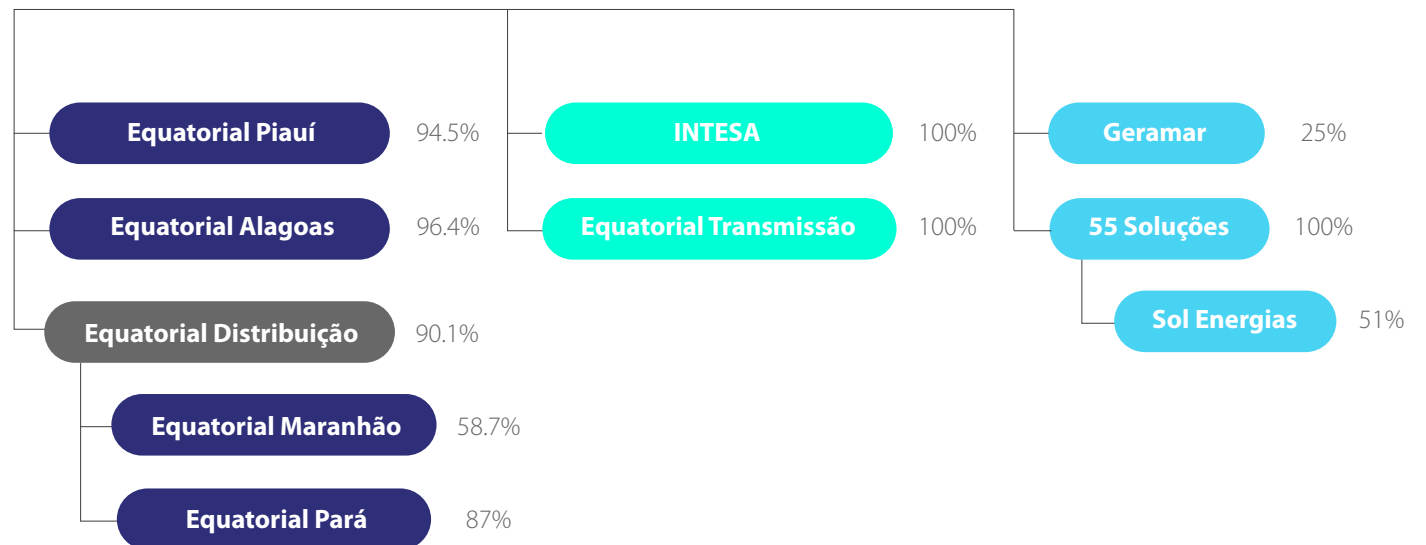 Equatorial Piauí 94.5%
Equatorial Alagoas 96.4%
Equatorial Distribuição 90.1%
Equatorial Maranhão 58.7%
Equatorial Pará 87%
INTESA 100%
Equatorial Transmissão 100%
Geramar 25%
55 Soluções 100%
Sol Energias 51%